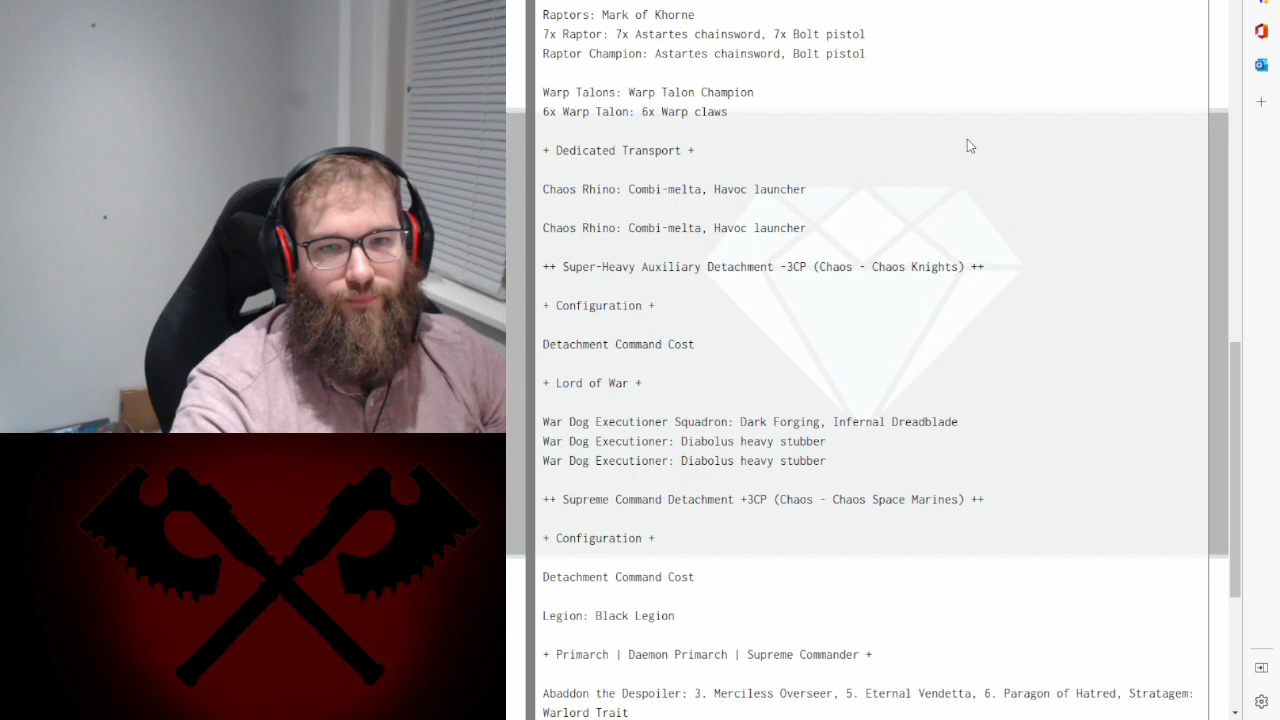 Raptors: Mark of Khorne
7x Raptor: 7x Astartes chainsword, 7x Bolt pistol
Raptor Champion: Astartes chainsword, Bolt pistol
Warp Talons: Warp Talon Champion
6x Warp Talon: 6x Warp claws
+ Dedicated Transport +
Chaos Rhino: Combi-melta, Havoc launcher
Chaos Rhino: Combi-melta, Havoc launcher
++ Super-Heavy Auxiliary Detachment -3CP (Chaos - Chaos Knights) ++
+ Configuration +
Detachment Command Cost
+ Lord of War +
War Dog Executioner Squadron: Dark Forging, Infernal Dreadblade
War Dog Executioner: Diabolus heavy stubber
War Dog Executioner: Diabolus heavy stubber
++ Supreme Command Detachment +3CP (Chaos - Chaos Space Marines) ++
+ Configuration +
Detachment Command Cost
Legion: Black Legion
+ Primarch | Daemon Primarch | Supreme Commander +
Abaddon the Despoiler: 3. Merciless Overseer, 5. Eternal Vendetta, 6. Paragon of Hatred, Stratagem:
Warlord Trait